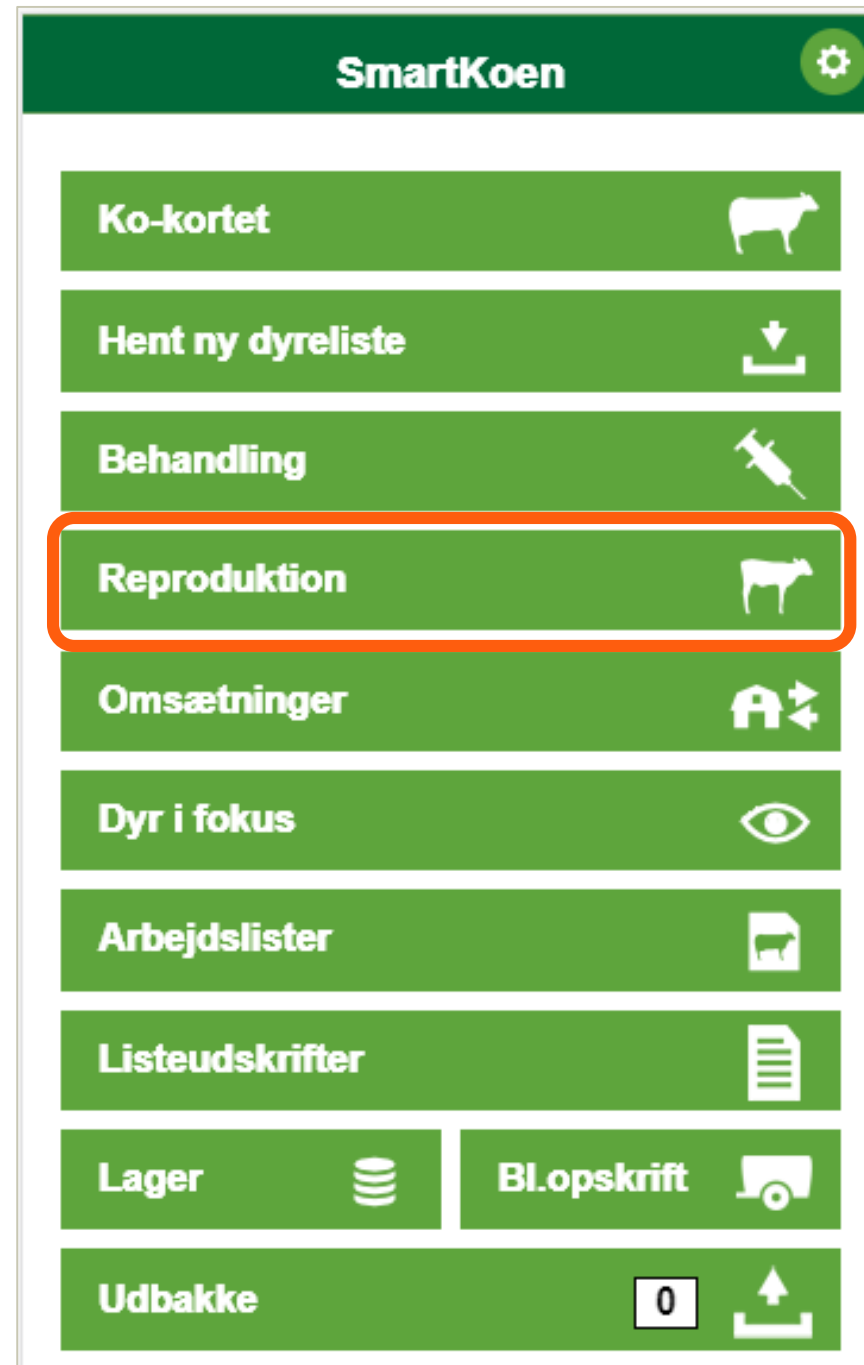 SmartKoen
Ko-kortet
Hent ny dyreliste
Behandling
Reproduktion
Omsætninger
Dyr i fokus
Arbejdslister
Listeudskrifter
Lager
Bl.opskrift
Udbakke 0